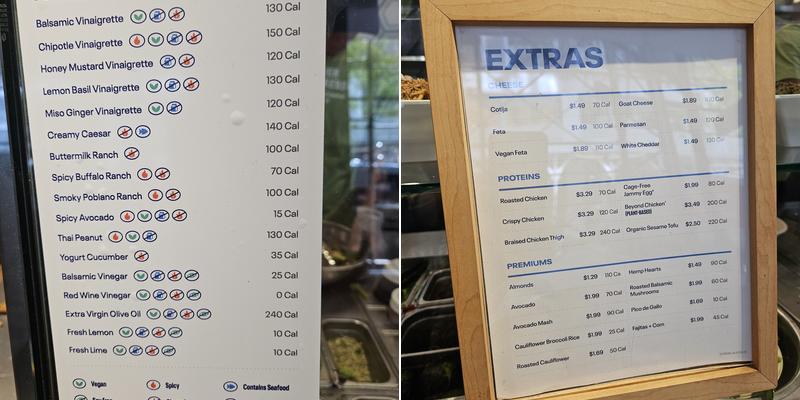 130 Cal
Balsamic Vinaigrette
Chipotle Vinaigrette 150 Cal
Honey Mustard Vinaigrette 120 Cal
Lemon Basil Vinaigrette 130 Cal
Miso Ginger Vinaigrette 120 Cal
Creamy Caesar 140 Cal
Buttermilk Ranch 100 Cal
Spicy Buffalo Ranch 70 Cal
Smoky Poblano Ranch 100 Cal
Spicy Avocado 15 Cal
Thai Peanut 130 Cal
Yogurt Cucumber 35 Cal
Balsamic Vinegar 25 Cal
Red Wine Vinegar 0 Cal
Extra Virgin Olive Oil 240 Cal
Fresh Lemon 10 Cal
Fresh Lime 10 Cal
Vegan Spicy Contains Seafood
EXTRAS
CHEESE
Cotija $1.49 70 Cal Goat Cheese $1.89 Cal
Feta $1.49 100 Cal Parmesan $1.49 Cal
Vegan Feta $1.89 110 Cal White Cheddar $1.49 Cal
PROTEINS
Roasted Chicken $3.29 70 Cal Cage-Free
Jammy Egg* $1.99 80 Cal
Crispy Chicken $3.29 120 Cal Beyond Chicken $3.49 200 Cal
(PLANT-BASED)
Braised Chicken Thigh $3.29 240 Cal Organic Sesame Tofu $2.50 220 Cal
PREMIUMS
Almonds $1.29 110 Ca Hemp Hearts $1.49 90 Cal
Avocado $1.99 70 Cal Roasted Balsamic
Mushrooms $1.99 60 Cal
Avocado Mash $1.99 90 Cal Pico de Gallo $1.69 10 Cal
Cauliflower Broccoli Rice $1.99 25 Cal Fajitas + Corn $1.99 45 Cal
Roasted Cauliflower $1.69 50 Cal